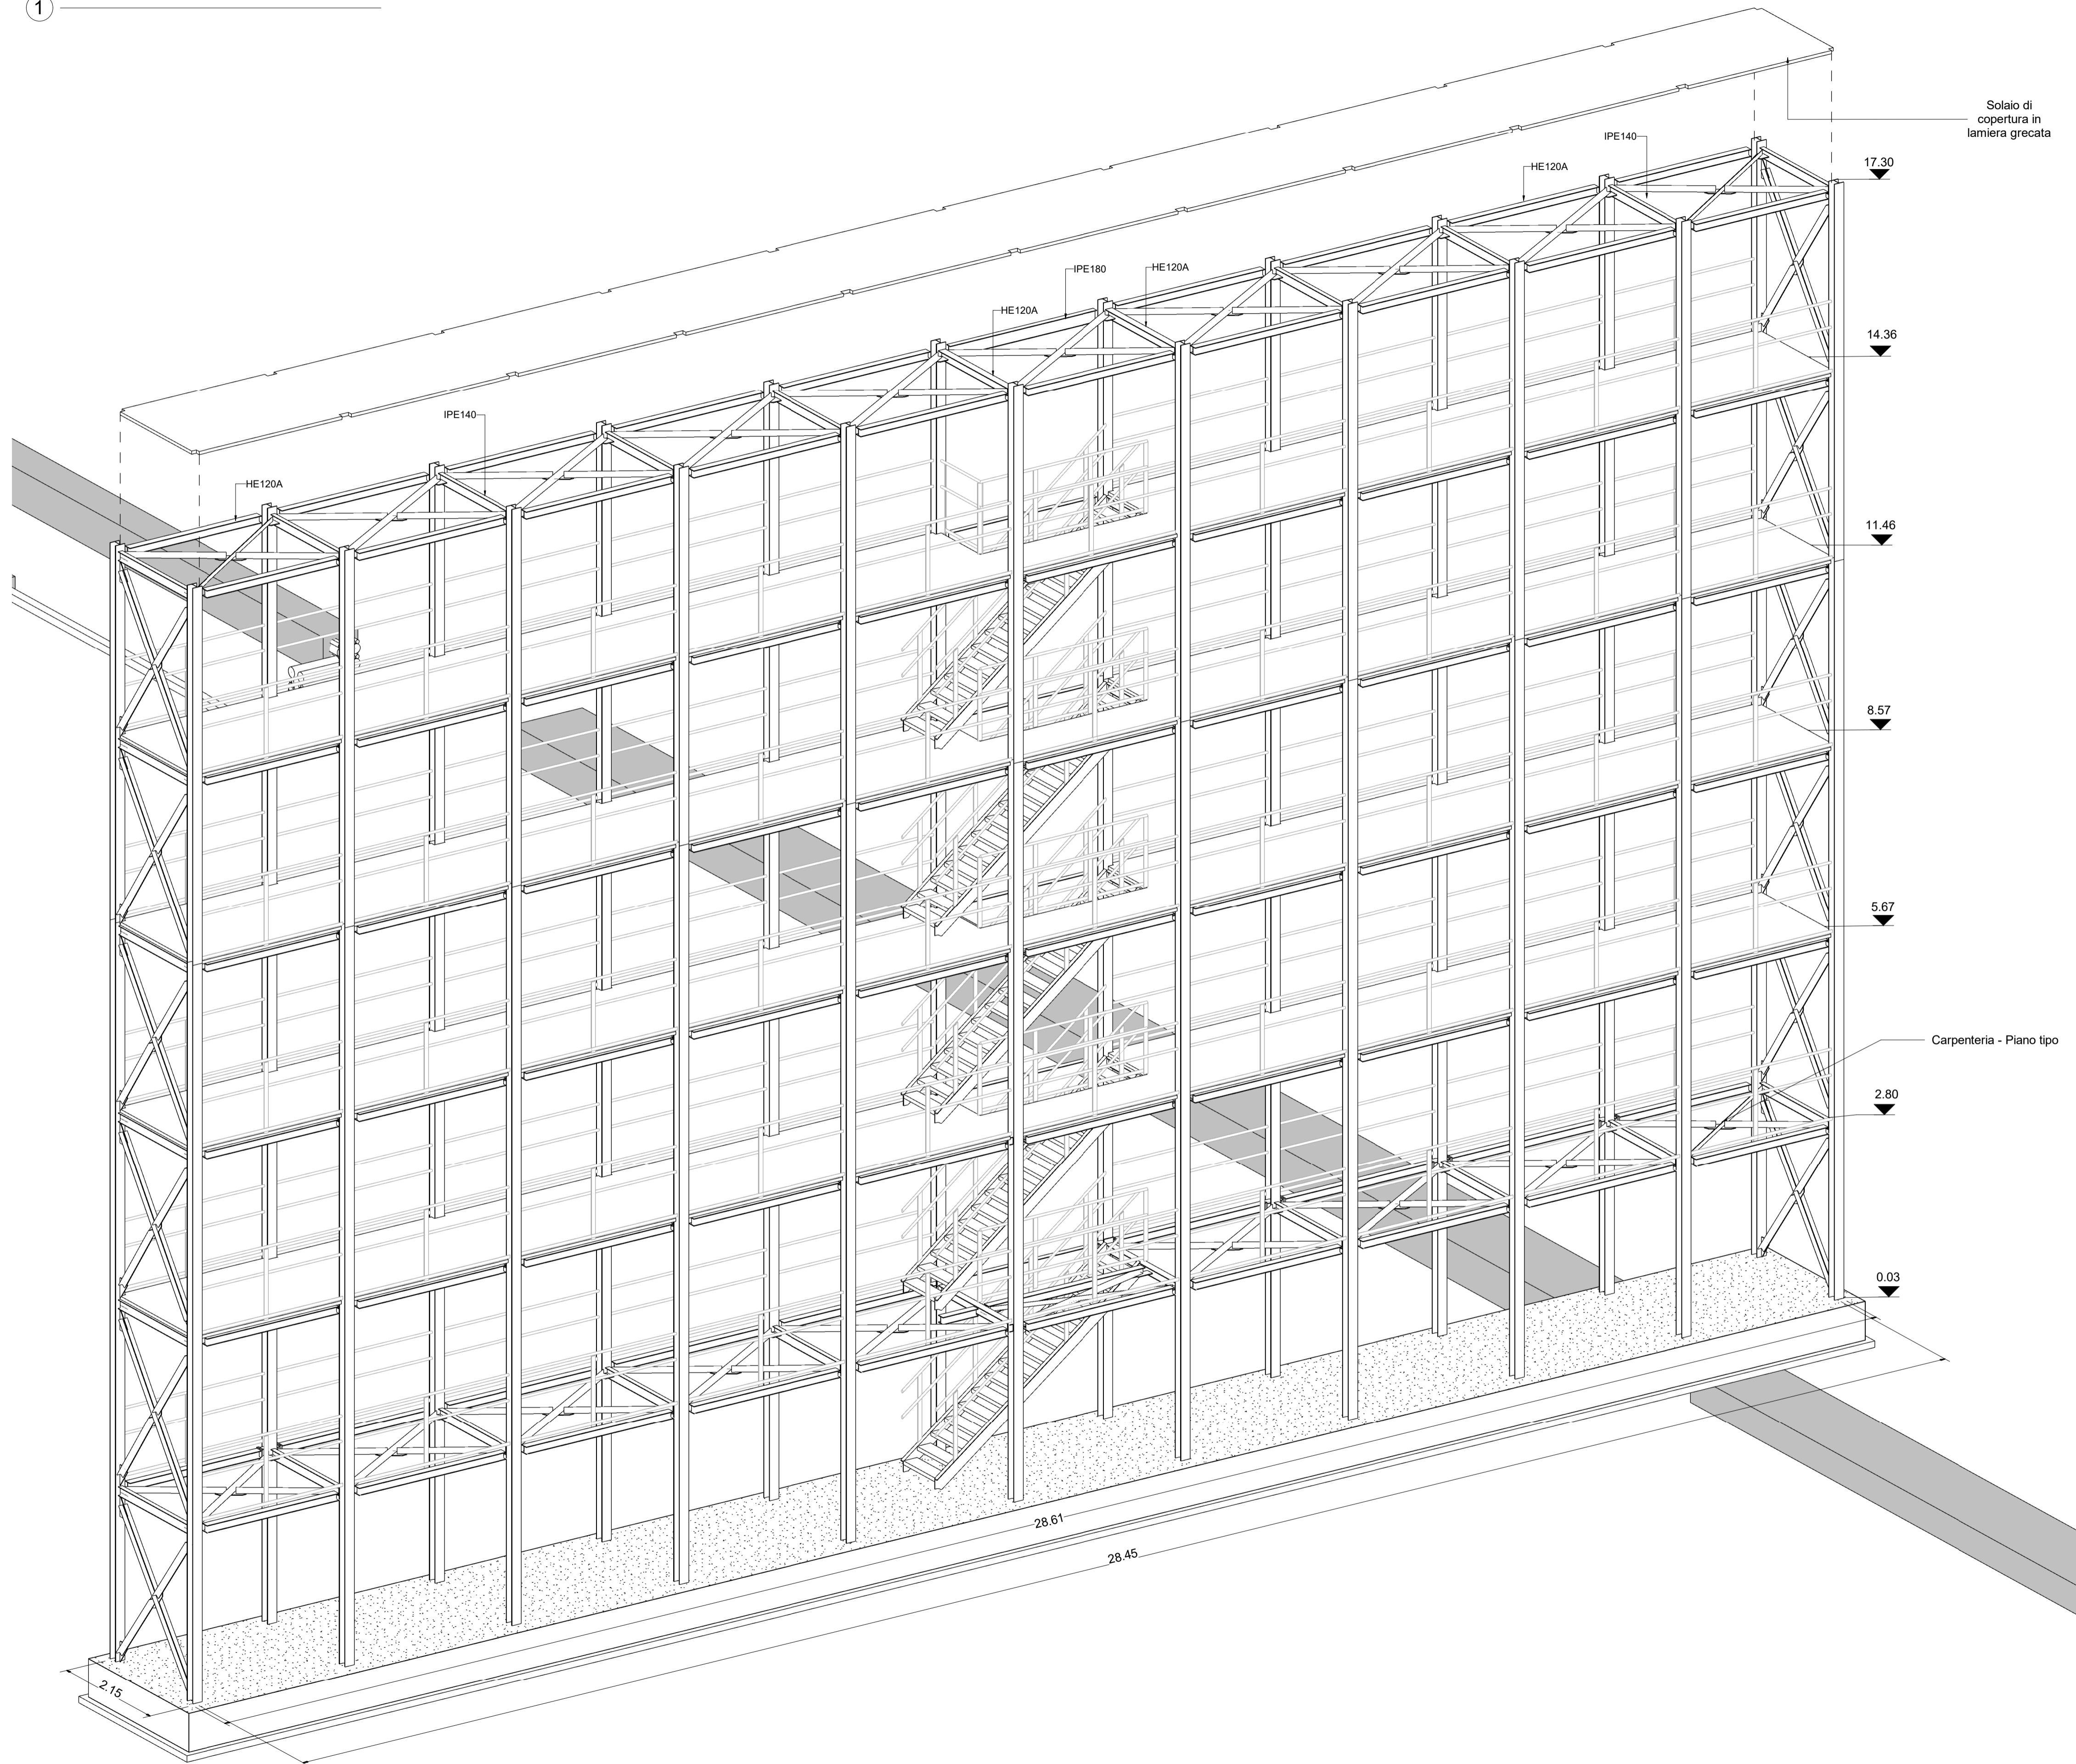 1
Solaio di
copertura in
lamiera grecata
IPE140
17.30
HE120A
IPE180
HE120A
HE120A
14.36
IPE140
HE120A
11.46
8.57
5.67
Carpenteria - Piano tipo
2.80
0.03
28.61
28.45
2.15